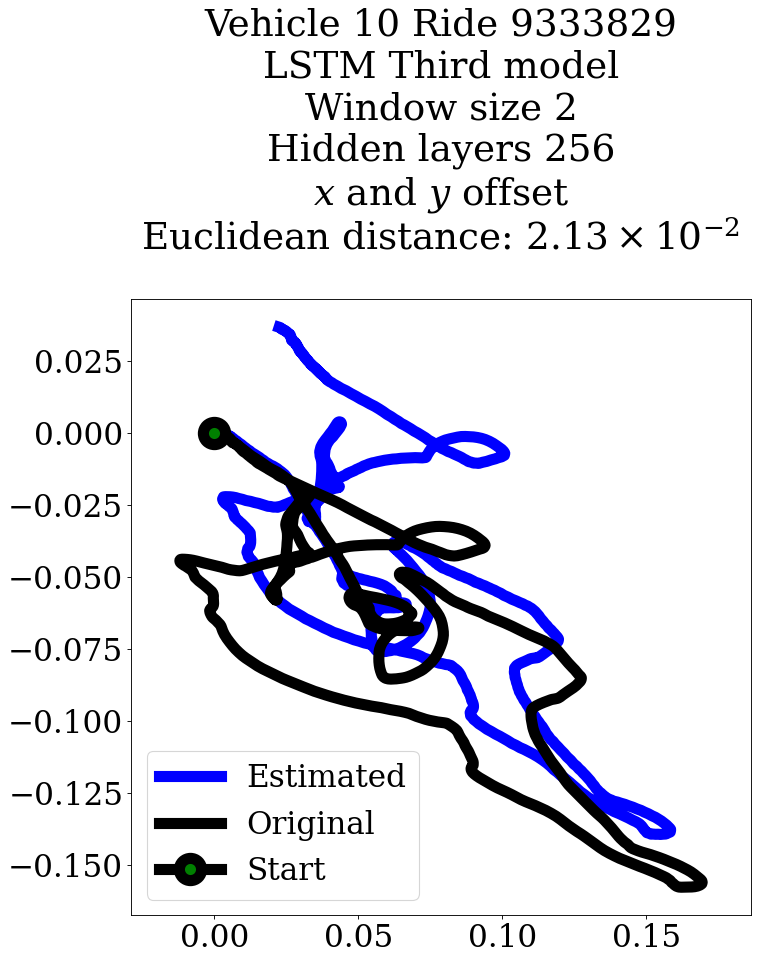 Vehicle 10 Ride 9333829
LSTM Third model
Window size 2
Hidden layers 256
x and y offset
Euclidean distance: 2.13 × 10⁻²
0.025
0.000
−0.025
−0.050
−0.075
−0.100
−0.125
−0.150
Estimated
Original
Start
0.00 0.05 0.10 0.15